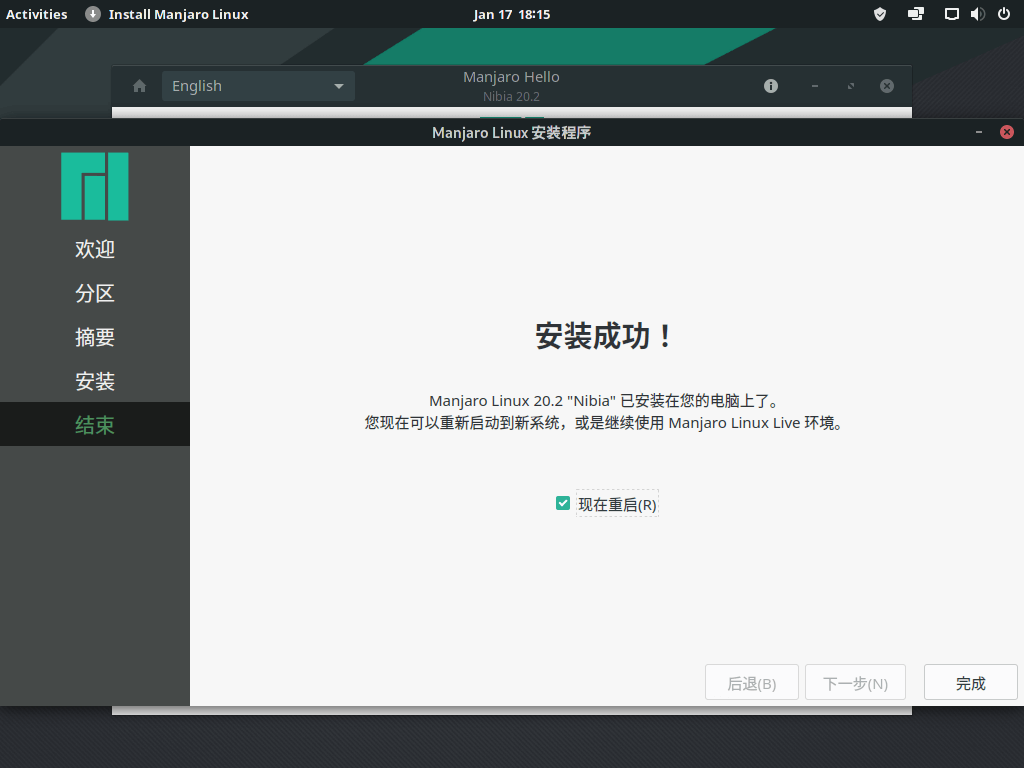 Activities
Install Manjaro Linux
Jan 17 18:15
English
Manjaro Hello
Nibia 20.2
Manjaro Linux 安装程序
欢迎
分区
摘要
安装
结束
安装成功！
Manjaro Linux 20.2 "Nibia" 已安装在您的电脑上了。
您现在可以重新启动到新系统，或是继续使用 Manjaro Linux Live 环境。
现在重启(R)
后退(B)
下一步(N)
完成